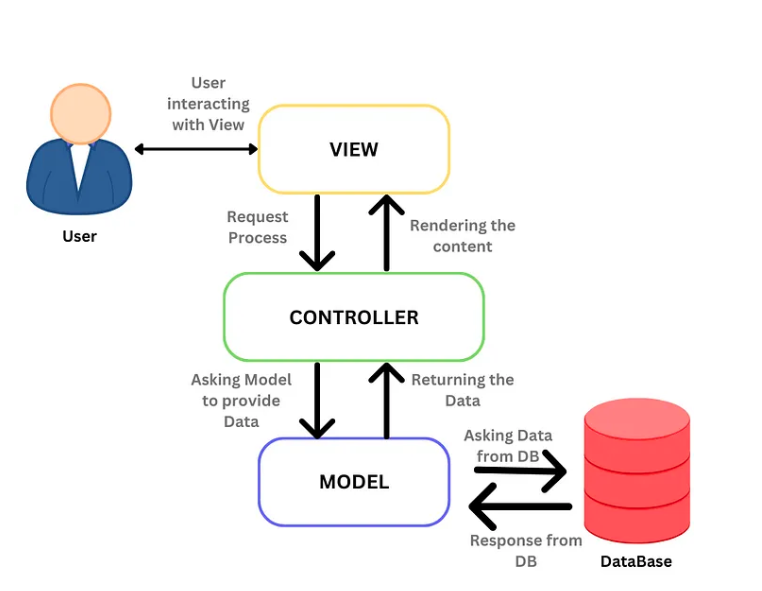 User
interacting
with View
VIEW
User
Request
Process
Rendering the
content
CONTROLLER
Asking Model
to provide
Data
Returning the
Data
MODEL
Asking Data
from DB
Response from
DB
DataBase